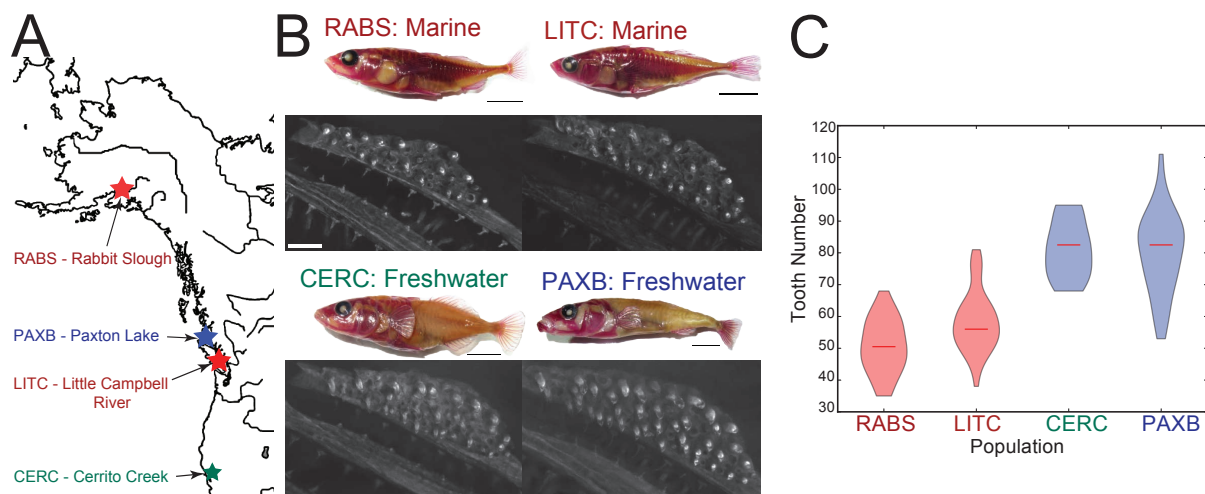 A
RABS - Rabbit Slough
PAXB - Paxton Lake
LITC - Little Campbell
River
CERC - Cerrito Creek
B
RABS: Marine
LITC: Marine
CERC: Freshwater
PAXB: Freshwater
C
Tooth Number
120
110
100
90
80
70
60
50
40
30
RABS
LITC
CERC
PAXB
Population